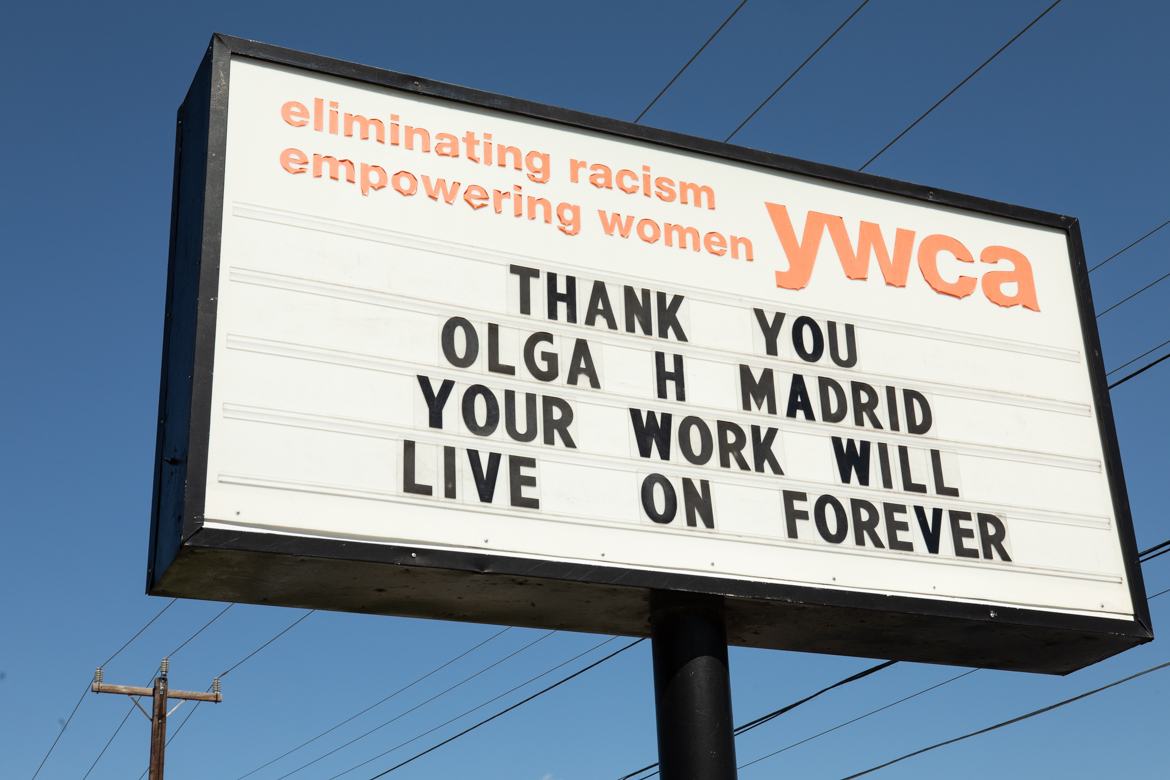 eliminating racism
empowering women
ywca
THANK YOU
OLGA H MADRID
YOUR WORK WILL
LIVE ON FOREVER